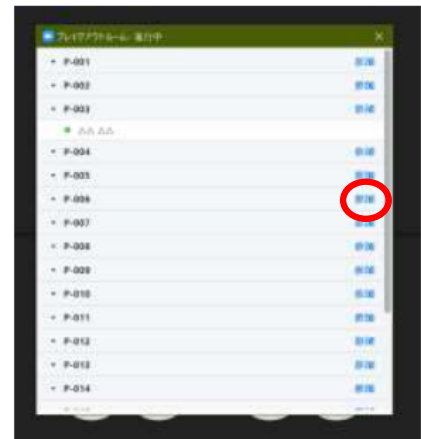 ブレイクアウトルーム - 進行中
P-001 参加
P-002 参加
P-003 参加
△△ △△
P-004 参加
P-005 参加
P-006 参加
P-007 参加
P-008 参加
P-009 参加
P-010 参加
P-011 参加
P-012 参加
P-013 参加
P-014 参加